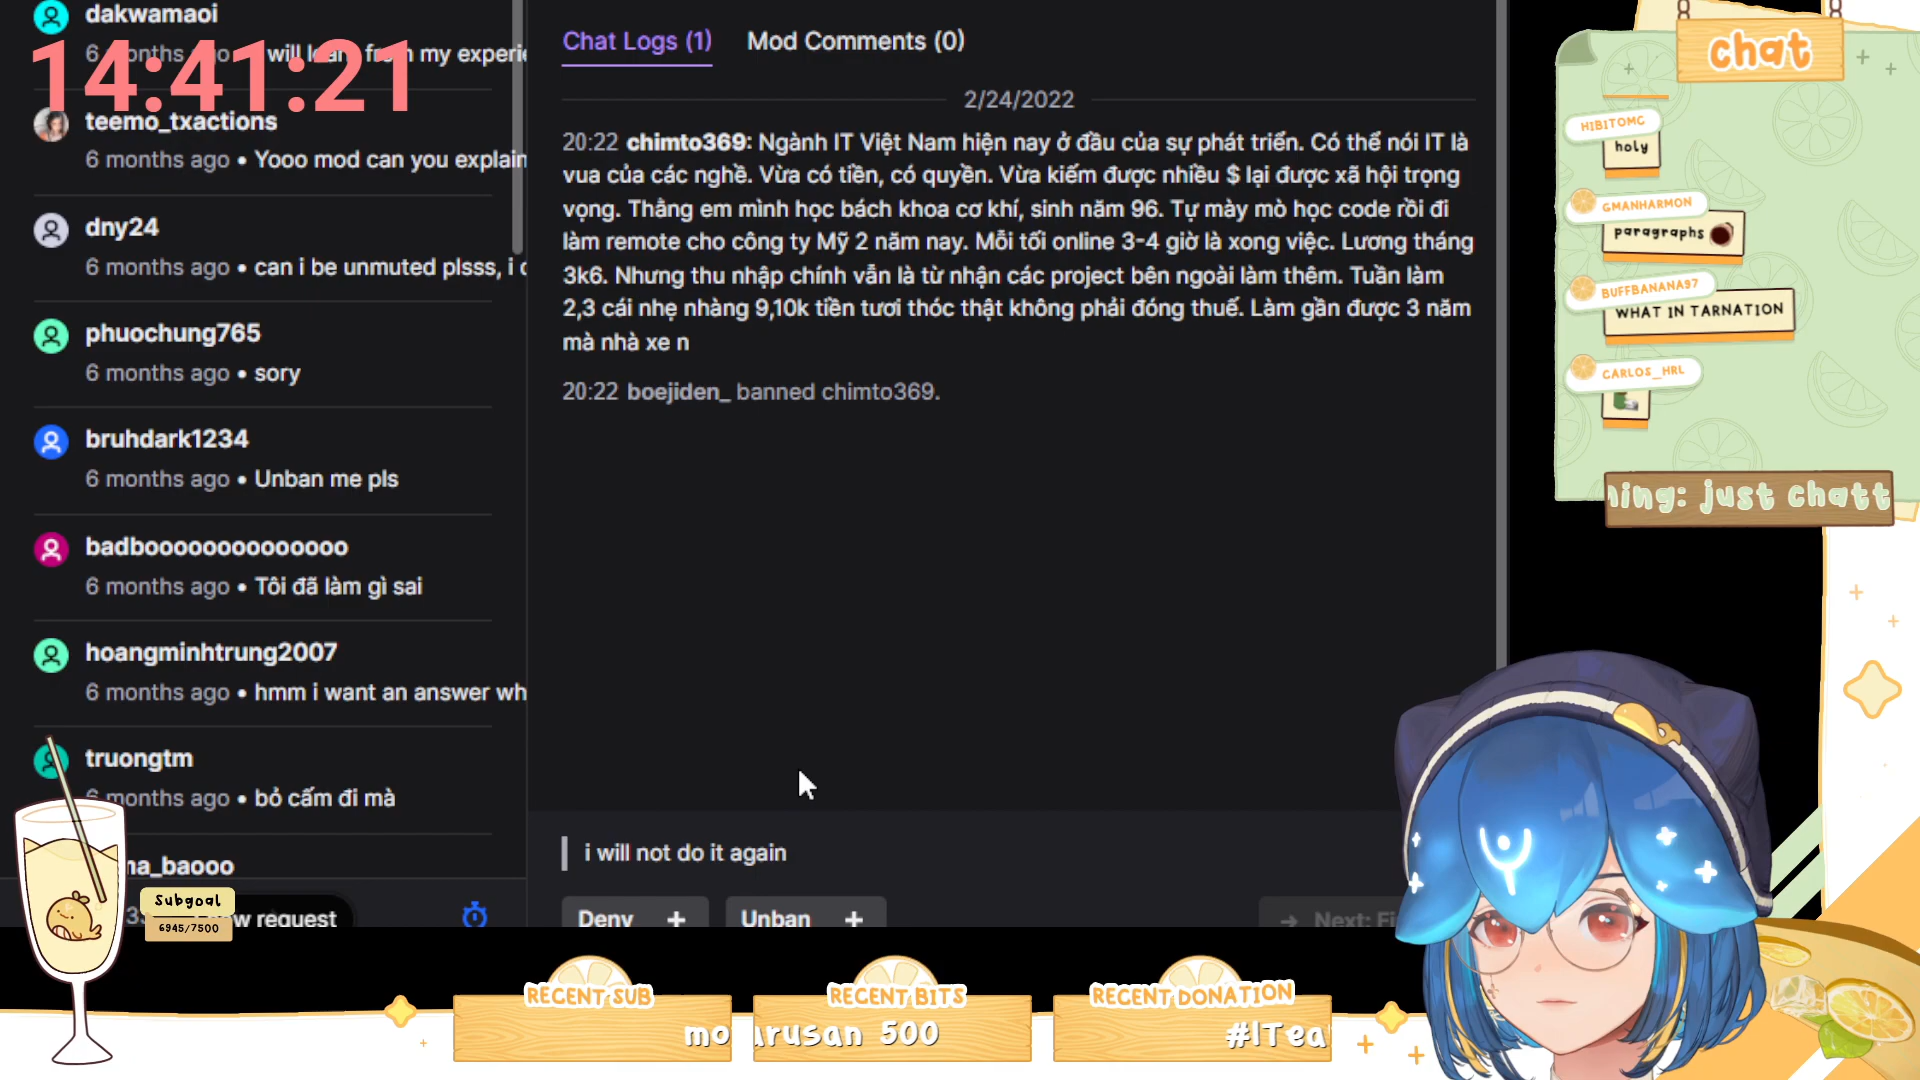 dakwamaoi
14:41:21
teemo_txactions
6 months ago • Yooo mod can you explain
dny24
6 months ago • can i be unmuted plsss, i
phuochung765
6 months ago • sory
bruhdark1234
6 months ago • Unban me pls
badboooooooooooooo
6 months ago • Tôi đã làm gì sai
hoangminhtrung2007
6 months ago • hmm i want an answer wh
truongtm
months ago • bỏ cấm đi mà
na_baooo
request
Subgoal
6945/7500
Chat Logs (1)
Mod Comments (0)
2/24/2022
20:22 chimto369: Ngành IT Việt Nam hiện nay ở đầu của sự phát triển. Có thể nói IT là
vua của các nghề. Vừa có tiền, có quyền. Vừa kiếm được nhiều $ lại được xã hội trọng
vọng. Thằng em mình học bách khoa cơ khí, sinh năm 96. Tự mày mò học code rồi đi
làm remote cho công ty Mỹ 2 năm nay. Mỗi tối online 3-4 giờ là xong việc. Lương tháng
3k6. Nhưng thu nhập chính vẫn là từ nhận các project bên ngoài làm thêm. Tuần làm
2,3 cái nhẹ nhàng 9,10k tiền tươi thóc thật không phải đóng thuế. Làm gần được 3 năm
mà nhà xe n
20:22 boejiden_ banned chimto369.
i will not do it again
Deny +
Unban +
→ Next: Fi
chat
HIBITOMC
holy
GMANHARMON
paragraphs
BUFFBANANA97
WHAT IN TARNATION
CARLOS_HRL
ning: just chatt
RECENT SUB
mo
RECENT BITS
arusan 500
RECENT DONATION
#ITea